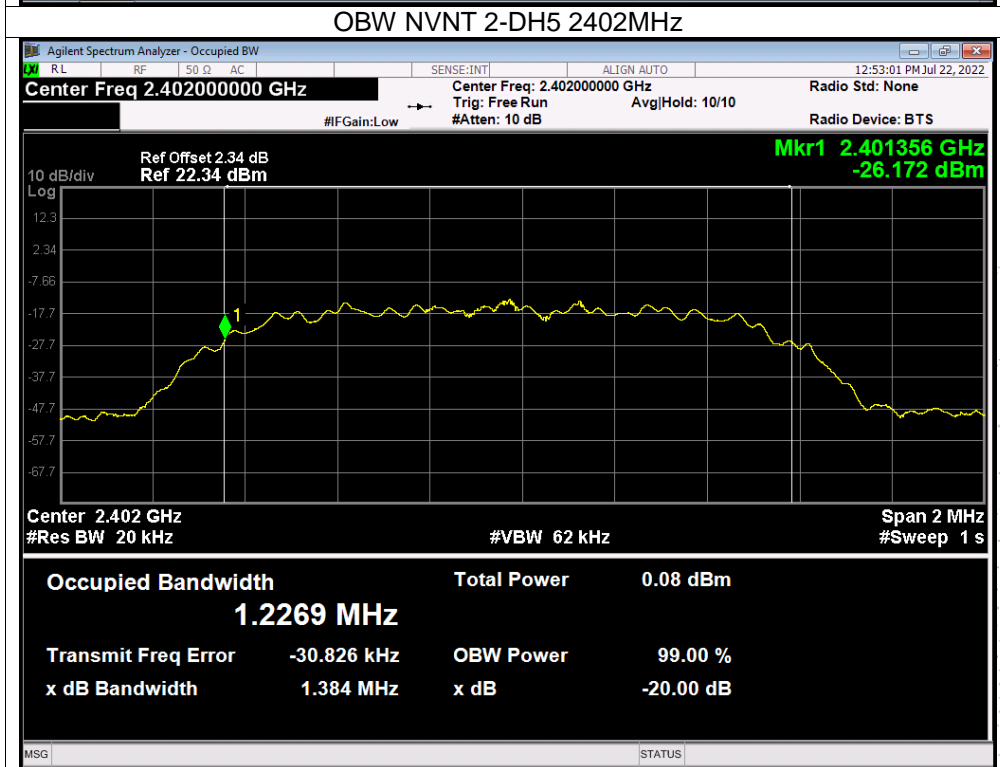 OBW NVNT 2-DH5 2402MHz
Agilent Spectrum Analyzer - Occupied BW
LXI RL RF 50 Ω AC SENSE:INT ALIGN AUTO 12:53:01 PM Jul 22, 2022
Center Freq 2.402000000 GHz Center Freq: 2.402000000 GHz Radio Std: None
Trig: Free Run Avg|Hold: 10/10
#IFGain:Low #Atten: 10 dB Radio Device: BTS
Mkr1 2.401356 GHz
-26.172 dBm
Ref Offset 2.34 dB
10 dB/div Ref 22.34 dBm
Log
12.3
2.34
-7.66
-17.7
1
-27.7
-37.7
-47.7
-57.7
-67.7
Center 2.402 GHz Span 2 MHz
#Res BW 20 kHz #VBW 62 kHz #Sweep 1 s
Occupied Bandwidth Total Power 0.08 dBm
1.2269 MHz
Transmit Freq Error -30.826 kHz OBW Power 99.00 %
x dB Bandwidth 1.384 MHz x dB -20.00 dB
MSG STATUS